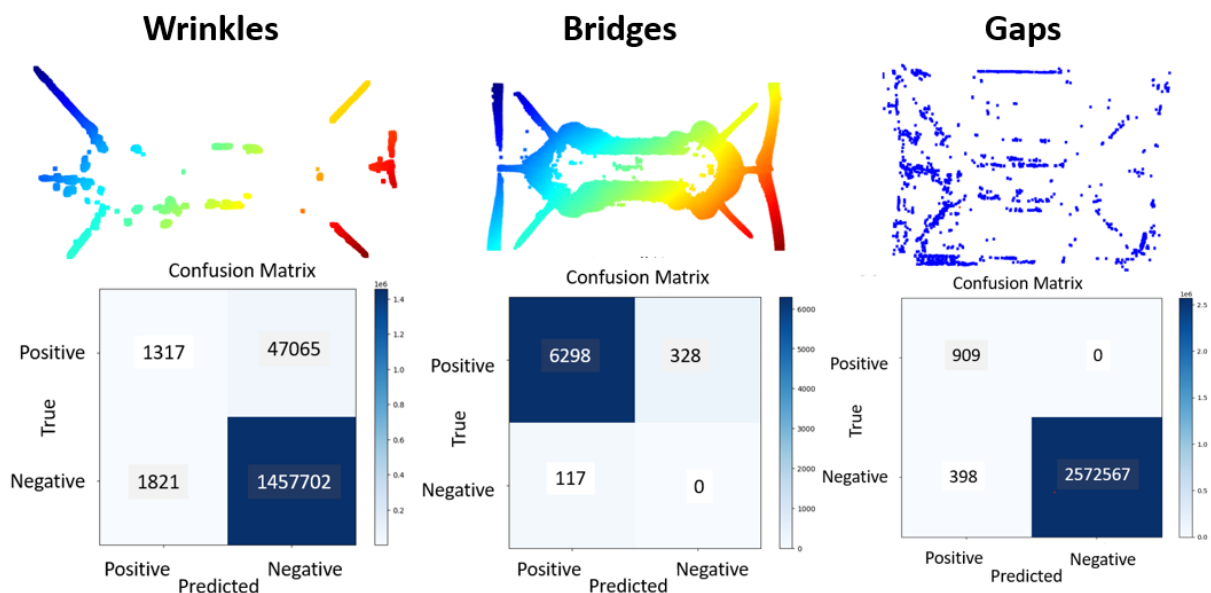 Wrinkles
Bridges
Gaps
Confusion Matrix
1e6
1.4
1.2
1.0
0.8
0.6
0.4
0.2
Positive
Negative
True
1317
47065
1821
1457702
Positive
Negative
Predicted
Confusion Matrix
6000
5000
4000
3000
2000
1000
0
Positive
Negative
True
6298
328
117
0
Positive
Negative
Predicted
Confusion Matrix
1e6
2.5
2.0
1.5
1.0
0.5
0.0
Positive
Negative
True
909
0
398
2572567
Positive
Negative
Predicted